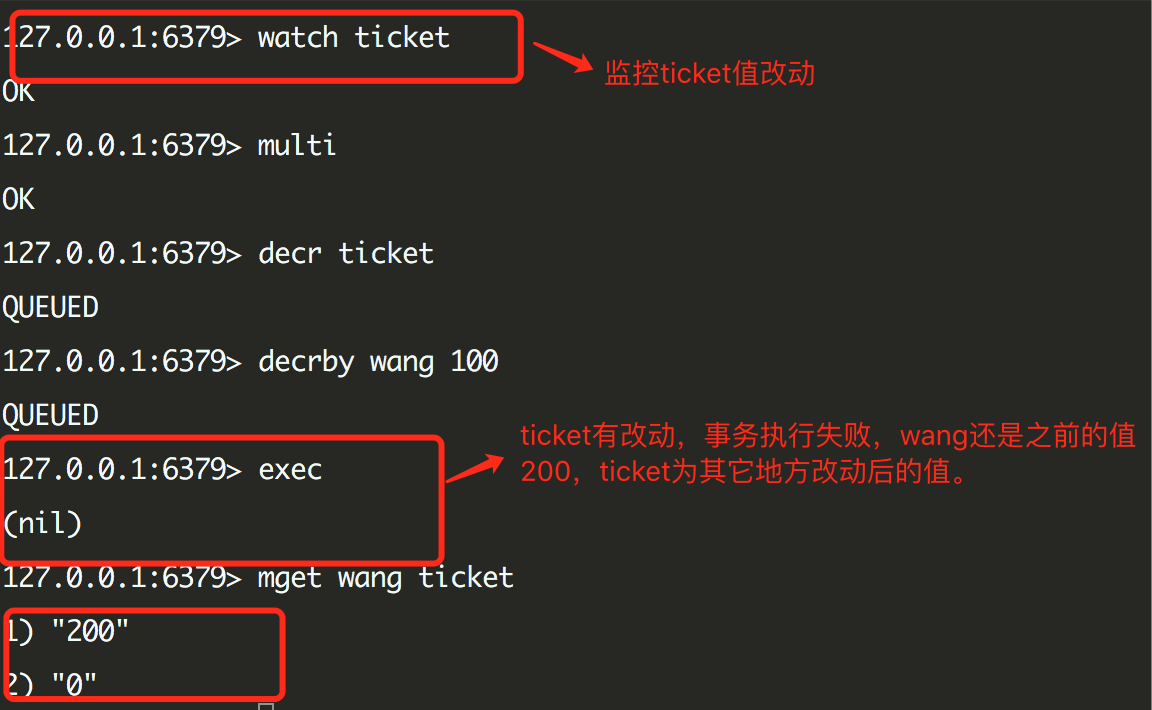 127.0.0.1:6379> watch ticket
监控ticket值改动
OK
127.0.0.1:6379> multi
OK
127.0.0.1:6379> decr ticket
QUEUED
127.0.0.1:6379> decrby wang 100
QUEUED
ticket有改动，事务执行失败，wang还是之前的值
200，ticket为其它地方改动后的值。
127.0.0.1:6379> exec
(nil)
127.0.0.1:6379> mget wang ticket
1) "200"
2) "0"